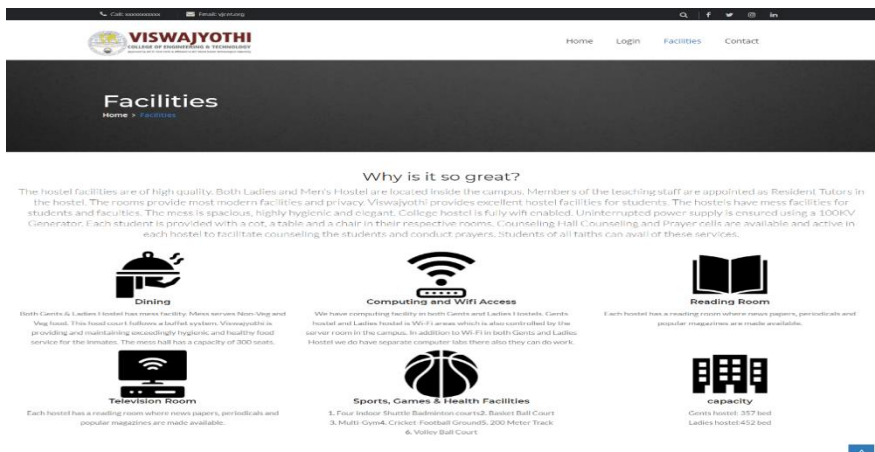 Call: xxxxxxxxxx Email: vjcet.org
VISWAJYOTHI
COLLEGE OF ENGINEERING & TECHNOLOGY
Home Login Facilities Contact
Facilities
Home > Facilities
Why is it so great?
The hostel facilities are of high quality. Both Ladies and Men's Hostel are located inside the campus. Members of the teaching staff are appointed as Resident Tutors in
the hostel. The rooms provide most modern facilities and privacy. Viswajyothi provides excellent hostel facilities for students. The hostels have mess facilities for
students and faculties. The mess is spacious, highly hygienic and elegant. College hostel is fully wifi enabled. Uninterrupted power supply is ensured using a 100KV
Generator. Each student is provided with a cot, a table and a chair in their respective rooms. Counseling Hall Counseling and Prayer cells are available and active in
each hostel to facilitate counseling the students and conduct prayers. Students of all faiths can avail of these services.
Dining
Both Gents & Ladies Hostel has mess facility. Mess serves Non-Veg and
Veg food. This food court follows a buffet system. Viswajyothi is
providing and maintaining exceedingly hygienic and healthy food
service for the inmates. The mess hall has a capacity of 300 seats.
Computing and Wifi Access
We have computing facility in both Gents and Ladies Hostels. Gents
hostel and Ladies hostel is Wi-Fi areas which is also controlled by the
server room in the campus. In addition to Wi-Fi in both Gents and Ladies
Hostel we do have separate computer labs there also they can do work.
Reading Room
Each hostel has a reading room where news papers, periodicals and
popular magazines are made available.
Television Room
Each hostel has a reading room where news papers, periodicals and
popular magazines are made available.
Sports, Games & Health Facilities
1. Four Indoor Shuttle Badminton courts2. Basket Ball Court
3. Multi-Gym4. Cricket-Football Ground5. 200 Meter Track
6. Volley Ball Court
capacity
Gents hostel: 357 bed
Ladies hostel:452 bed